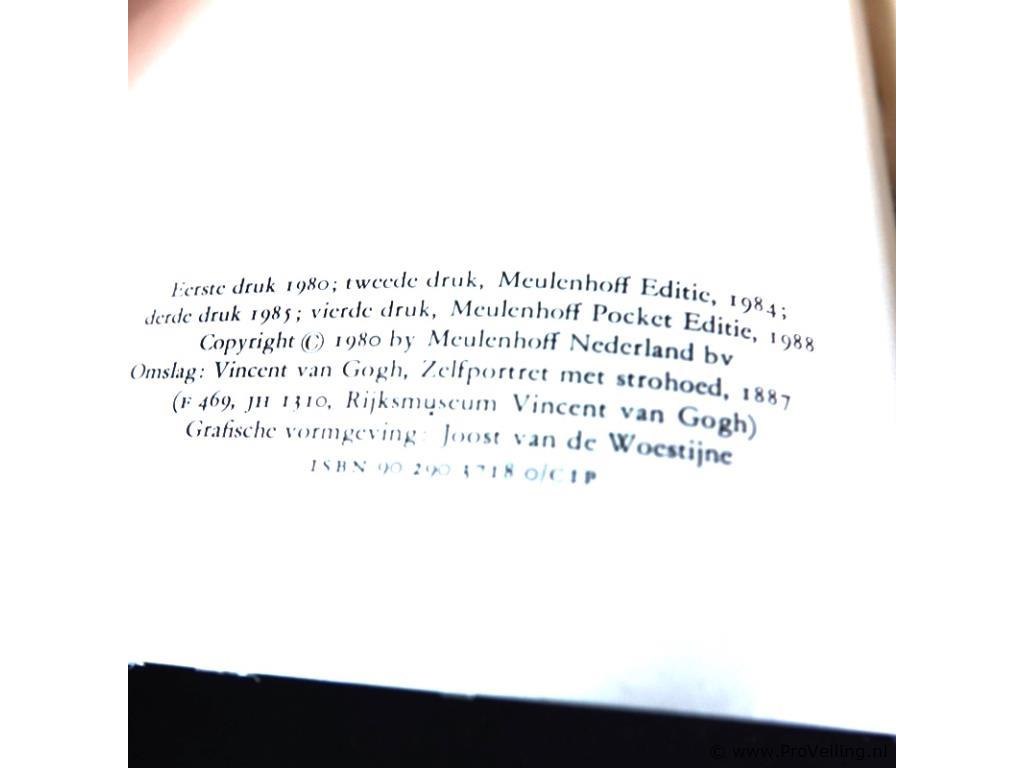 Eerste druk 1980; tweede druk, Meulenhoff Editie, 1984;
derde druk 1985; vierde druk, Meulenhoff Pocket Editie, 1988
Copyright © 1980 by Meulenhoff Nederland bv
Omslag: Vincent van Gogh, Zelfportret met strohoed, 1887
(F 469, JH 1310, Rijksmuseum Vincent van Gogh)
Grafische vormgeving: Joost van de Woestijne
ISBN 90 290 3718 0/CIP
© www.ProVeiling.nl